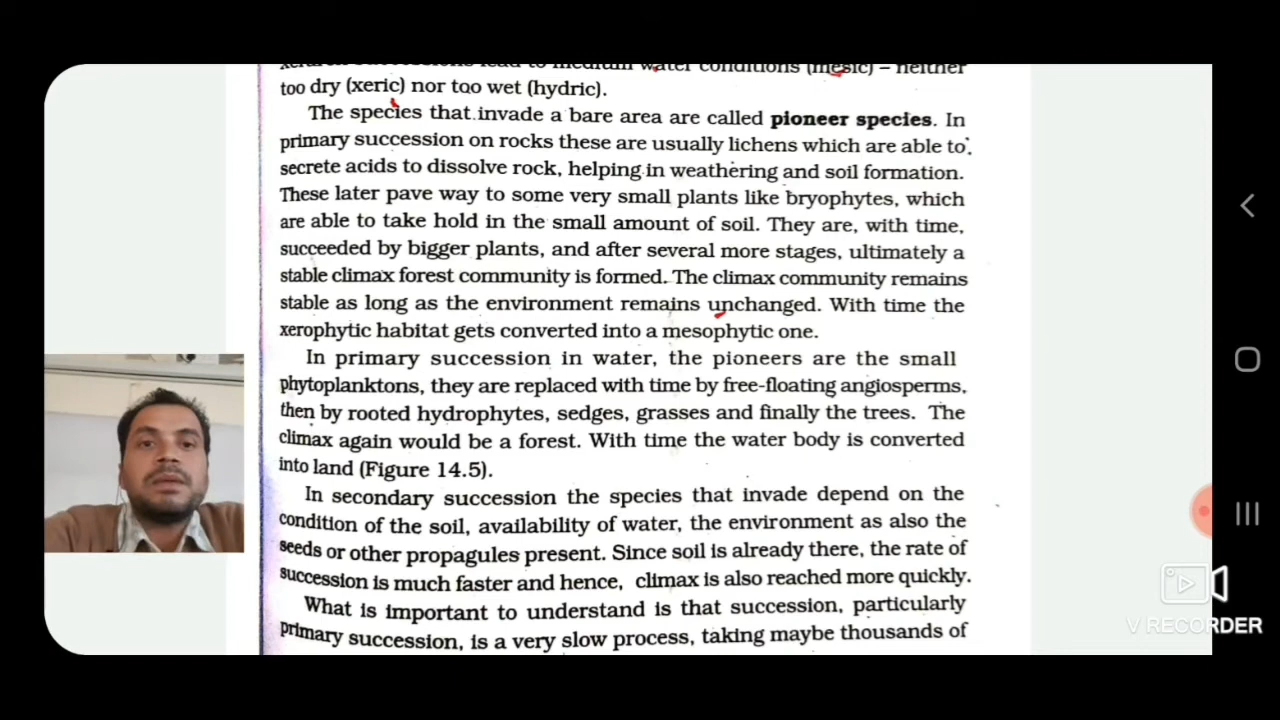 xerarch successions lead to medium water conditions (mesic) – neither
too dry (xeric) nor too wet (hydric).
The species that invade a bare area are called pioneer species. In
primary succession on rocks these are usually lichens which are able to
secrete acids to dissolve rock, helping in weathering and soil formation.
These later pave way to some very small plants like bryophytes, which
are able to take hold in the small amount of soil. They are, with time,
succeeded by bigger plants, and after several more stages, ultimately a
stable climax forest community is formed. The climax community remains
stable as long as the environment remains unchanged. With time the
xerophytic habitat gets converted into a mesophytic one.
In primary succession in water, the pioneers are the small
phytoplanktons, they are replaced with time by free-floating angiosperms,
then by rooted hydrophytes, sedges, grasses and finally the trees. The
climax again would be a forest. With time the water body is converted
into land (Figure 14.5).
In secondary succession the species that invade depend on the
condition of the soil, availability of water, the environment as also the
seeds or other propagules present. Since soil is already there, the rate of
succession is much faster and hence, climax is also reached more quickly.
What is important to understand is that succession, particularly
primary succession, is a very slow process, taking maybe thousands of
V RECORDER